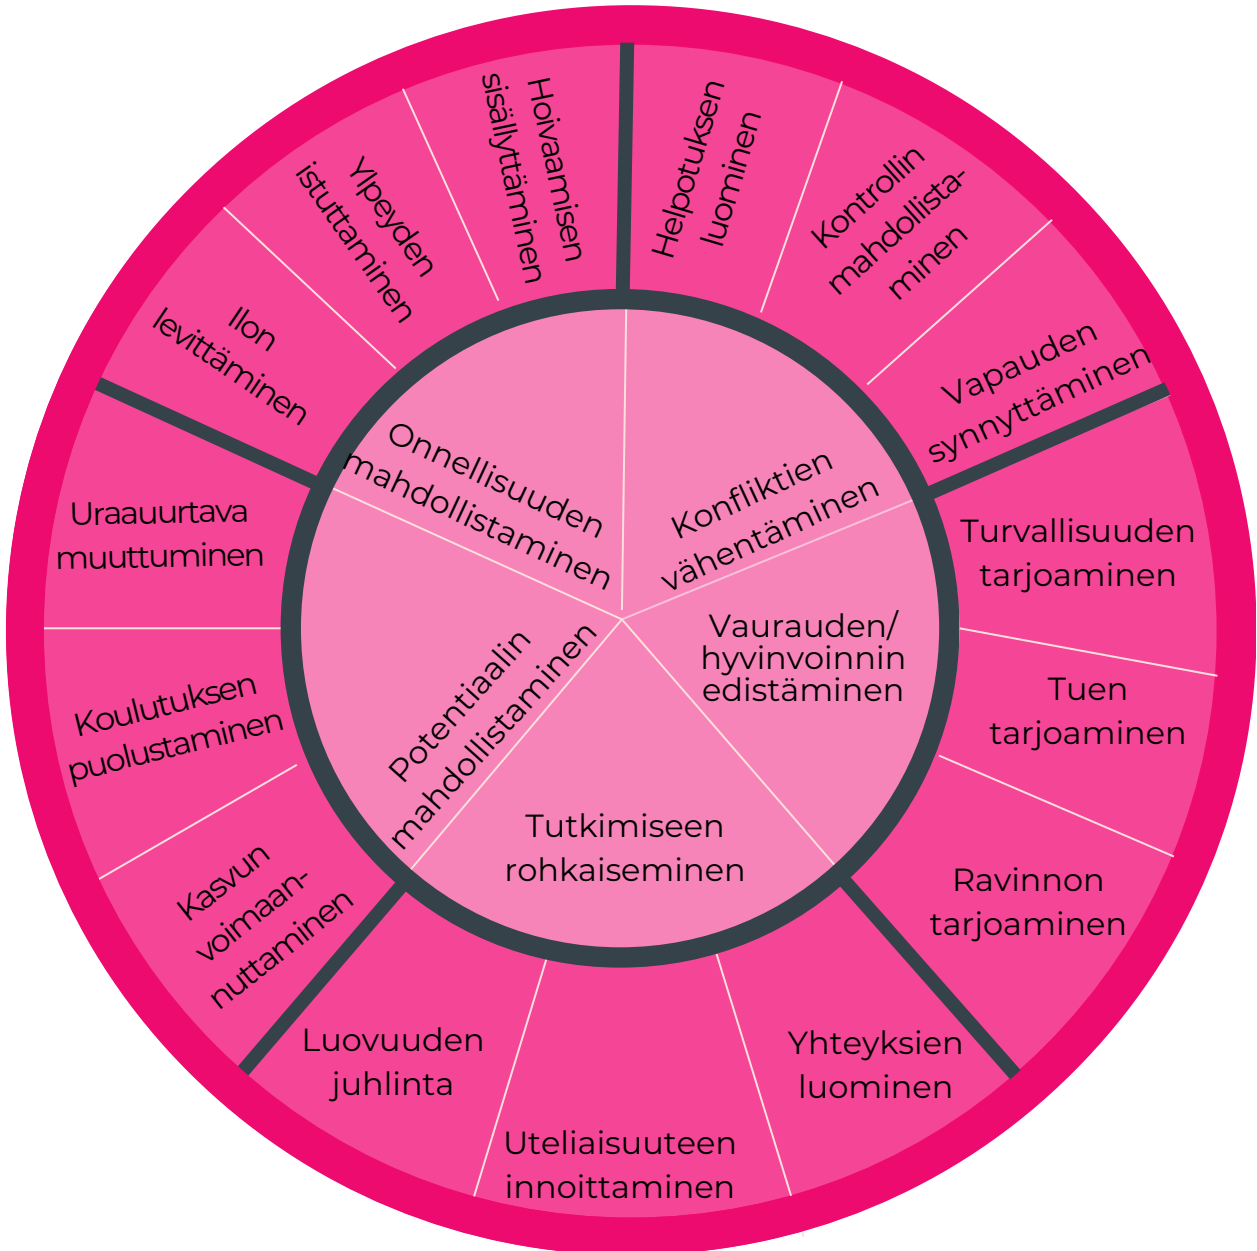 Hoivaamisen
sisällyttäminen
Helpotuksen
luominen
Kontrollin
mahdollista-
minen
Vapauden
synnyttäminen
Turvallisuuden
tarjoaminen
Tuen
tarjoaminen
Ravinnon
tarjoaminen
Yhteyksien
luominen
Uteliaisuuteen
innoittaminen
Luovuuden
juhlinta
Kasvun
voimaan-
nuttaminen
Koulutuksen
puolustaminen
Uraauurtava
muuttuminen
Ilon
levittäminen
Ylpeyden
istuttaminen
Onnellisuuden
mahdollistaminen
Konfliktien
vähentäminen
Vaurauden/
hyvinvoinnin
edistäminen
Tutkimiseen
rohkaiseminen
Potentiaalin
mahdollistaminen